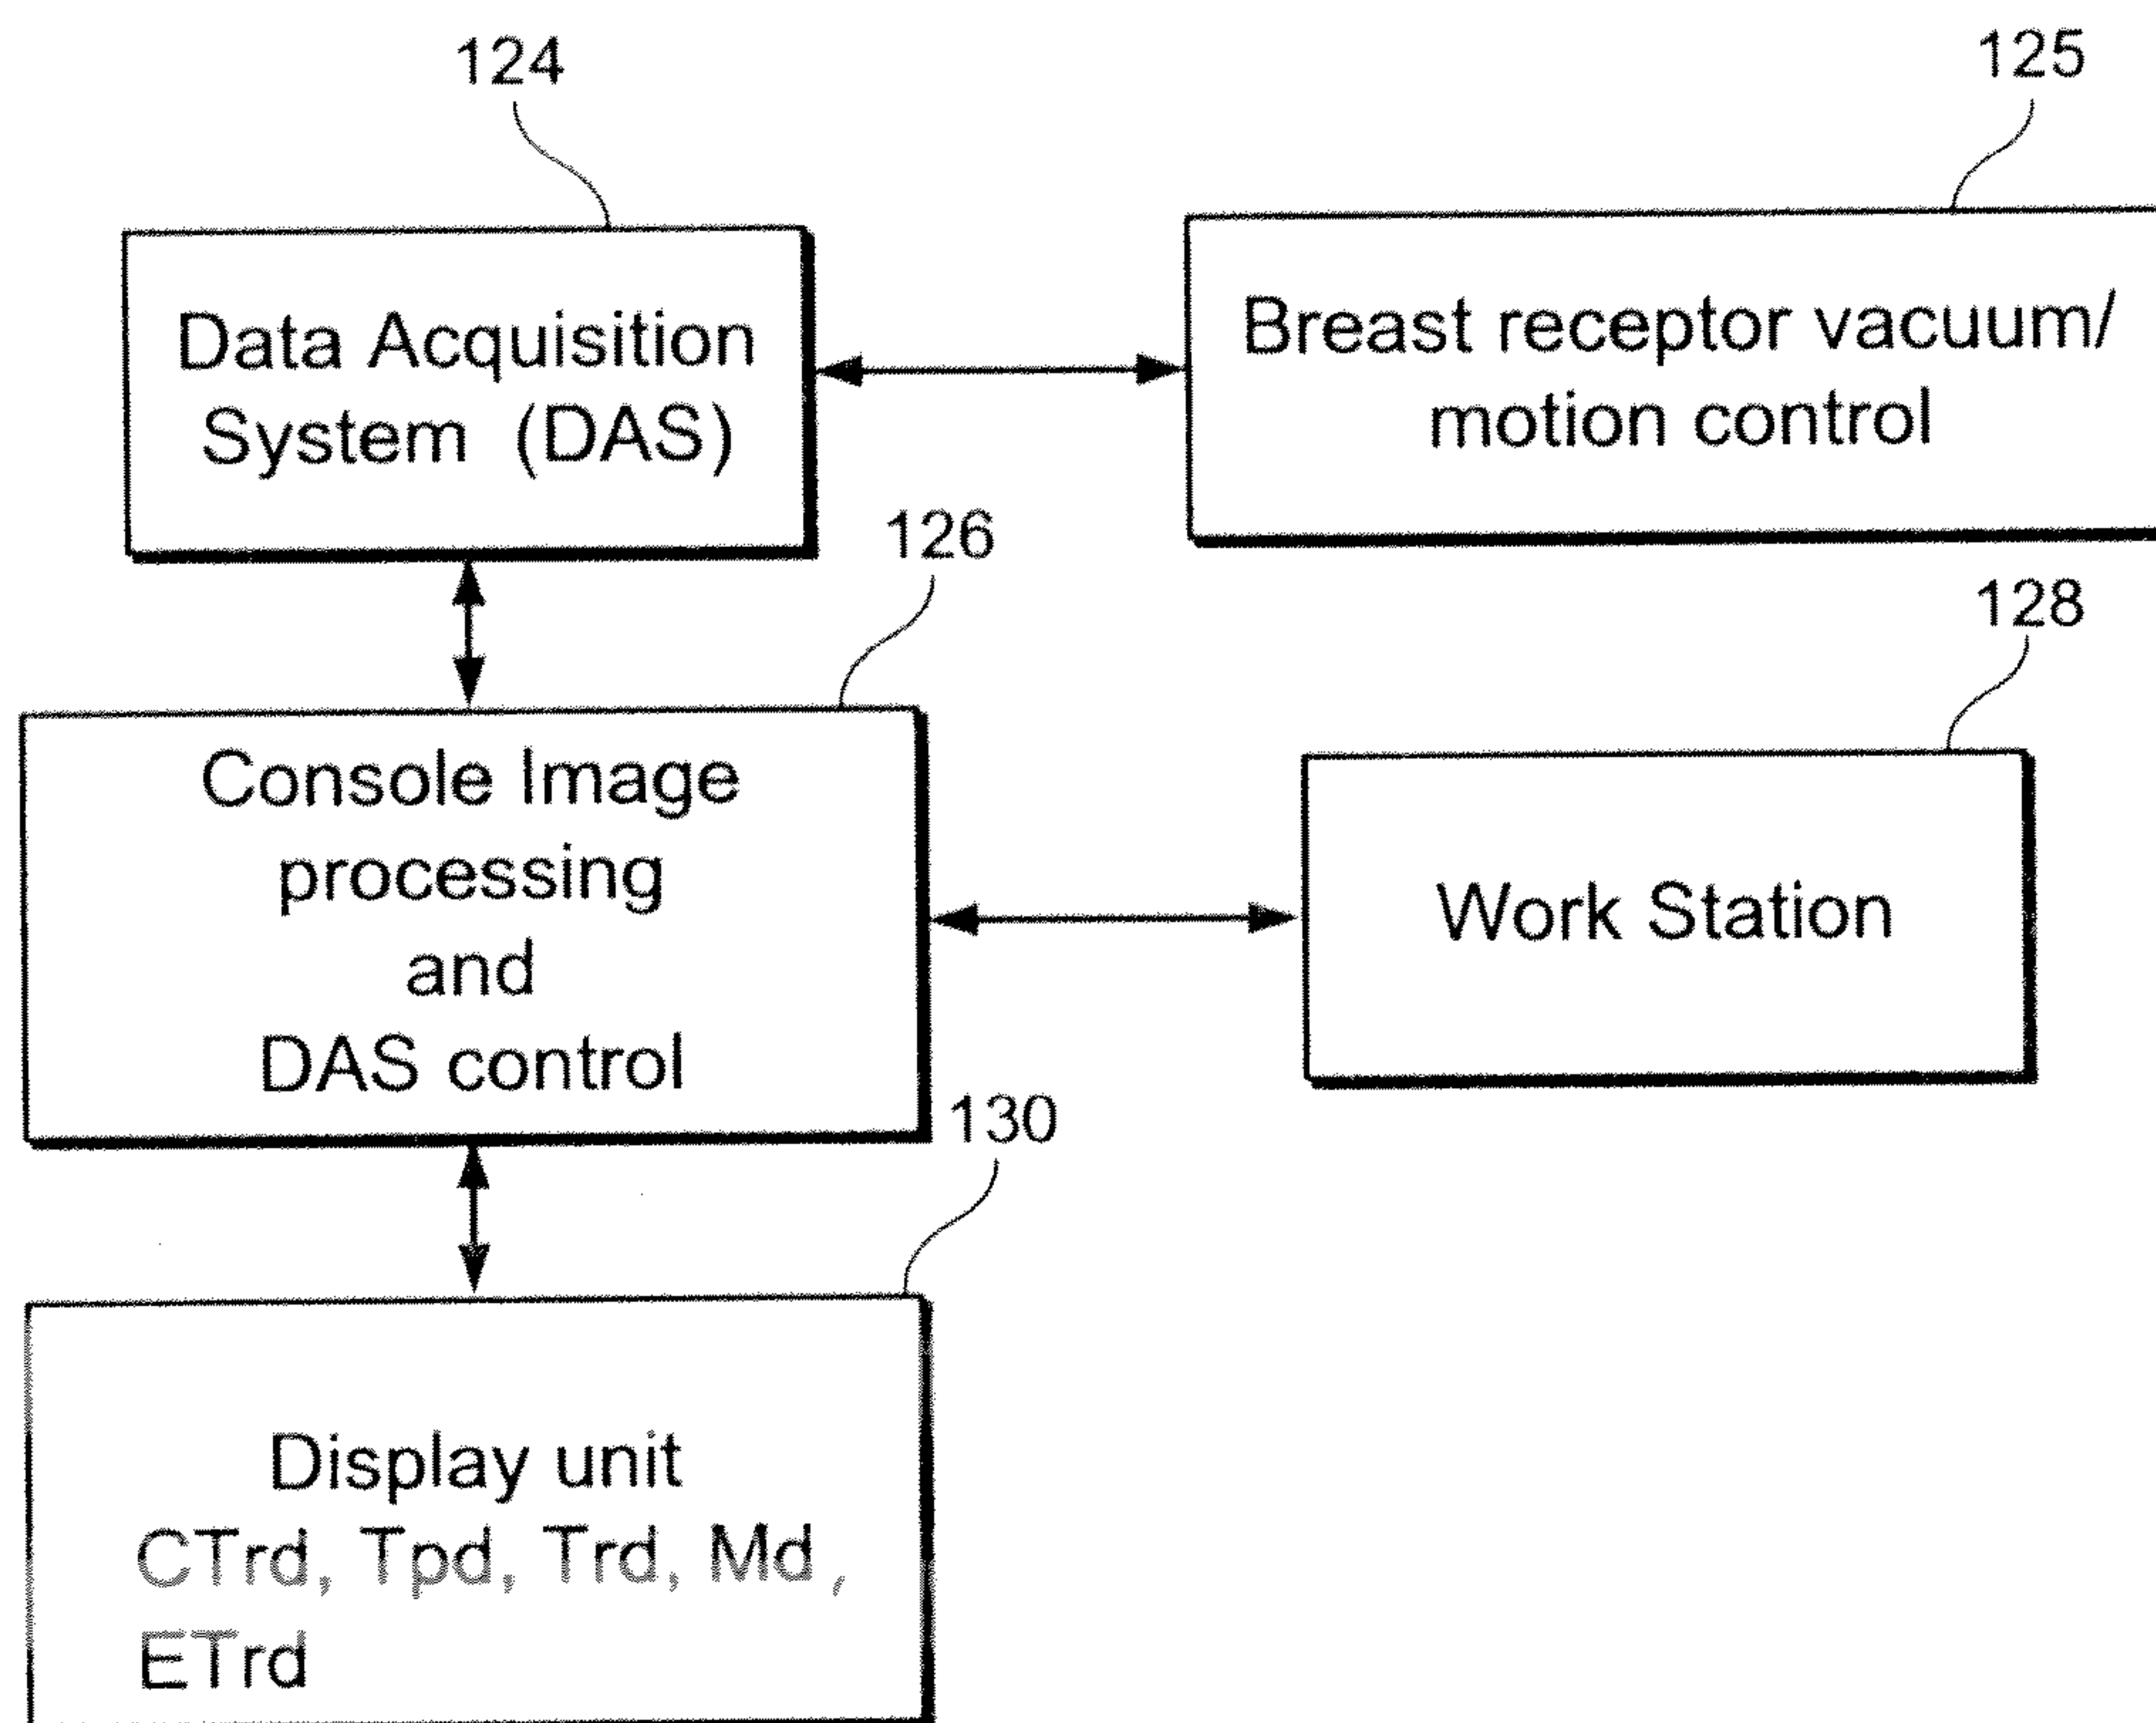 124
125
Data Acquisition
System (DAS)
Breast receptor vacuum/
motion control
126
128
Console Image
processing
and
DAS control
Work Station
130
Display unit
CTrd, Tpd, Trd, Md,
ETrd